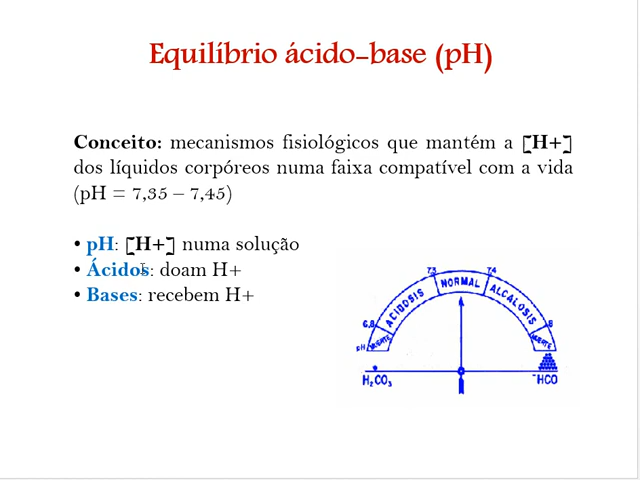 Equilíbrio ácido-base (pH)
Conceito: mecanismos fisiológicos que mantém a [H+]
dos líquidos corpóreos numa faixa compatível com a vida
(pH = 7,35 – 7,45)
• pH: [H+] numa solução
• Ácidos: doam H+
• Bases: recebem H+
7.3 7.4
ACIDOSIS NORMAL ALCALOSIS
6.8 8
pH MUERTE MUERTE
H₂CO₃ ⁻HCO